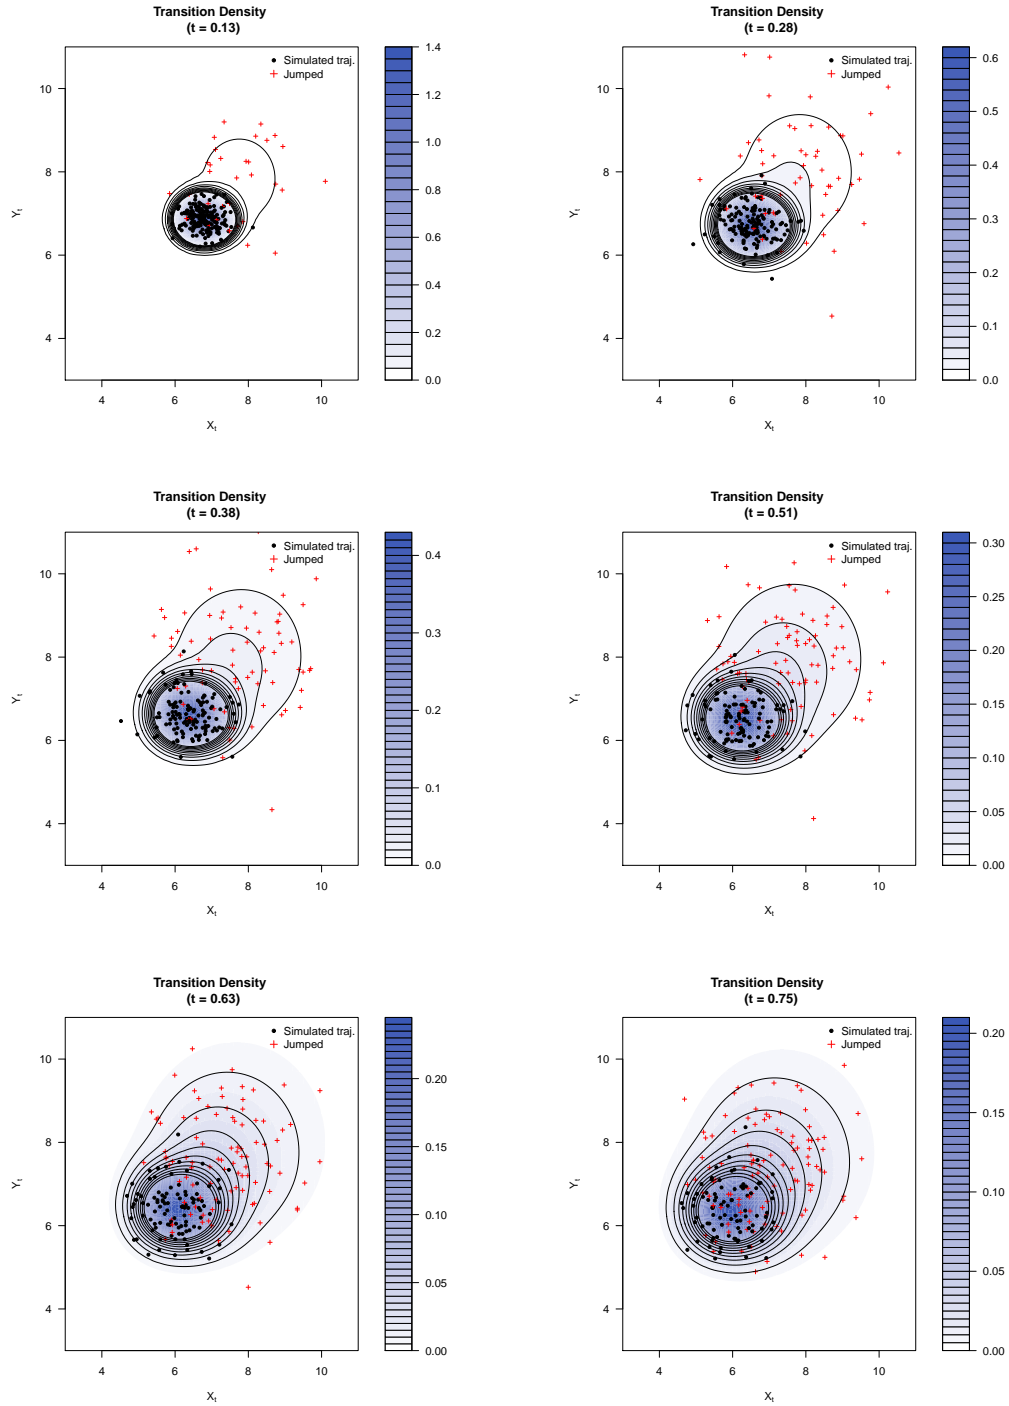 Transition Density
(t = 0.13)
Simulated traj.
Jumped
10
8
6
4
Yt
4 6 8 10
Xt
1.4
1.2
1.0
0.8
0.6
0.4
0.2
0.0
Transition Density
(t = 0.28)
Simulated traj.
Jumped
10
8
6
4
Yt
4 6 8 10
Xt
0.6
0.5
0.4
0.3
0.2
0.1
0.0
Transition Density
(t = 0.38)
Simulated traj.
Jumped
10
8
6
4
Yt
4 6 8 10
Xt
0.4
0.3
0.2
0.1
0.0
Transition Density
(t = 0.51)
Simulated traj.
Jumped
10
8
6
4
Yt
4 6 8 10
Xt
0.30
0.25
0.20
0.15
0.10
0.05
0.00
Transition Density
(t = 0.63)
Simulated traj.
Jumped
10
8
6
4
Yt
4 6 8 10
Xt
0.20
0.15
0.10
0.05
0.00
Transition Density
(t = 0.75)
Simulated traj.
Jumped
10
8
6
4
Yt
4 6 8 10
Xt
0.20
0.15
0.10
0.05
0.00